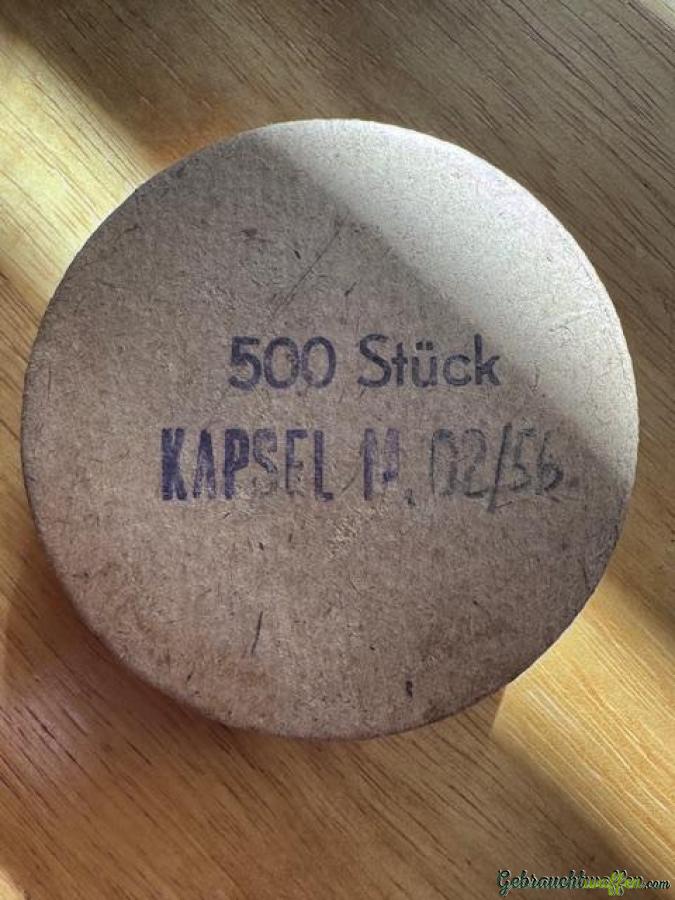 500 Stück
KAPSEL M. 02/56
Gebrauchtwaffen.com